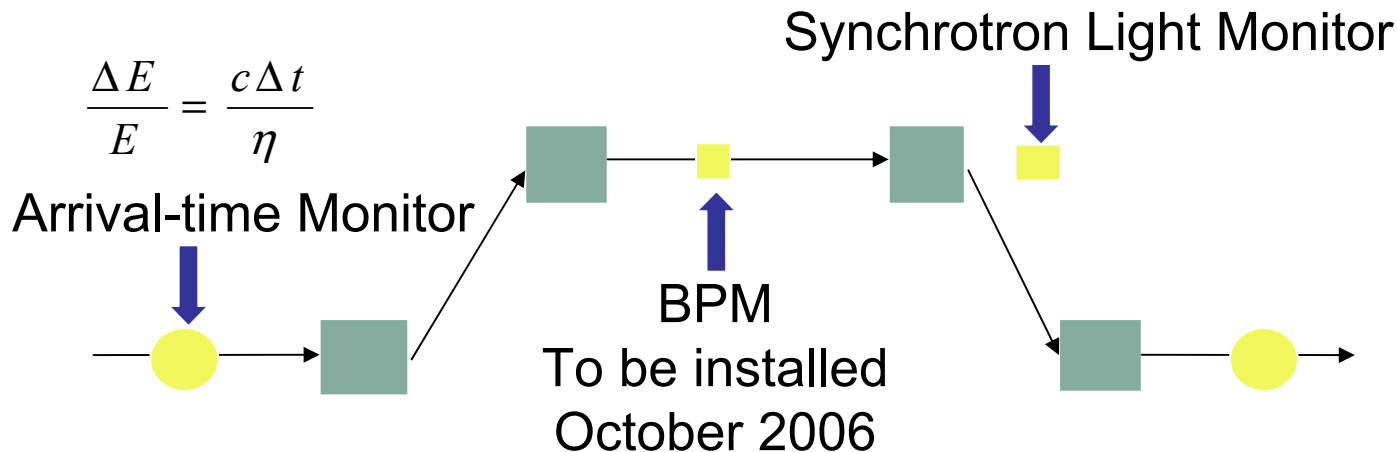 Synchrotron Light Monitor
ΔE/E = cΔt/η
Arrival-time Monitor
BPM
To be installed
October 2006